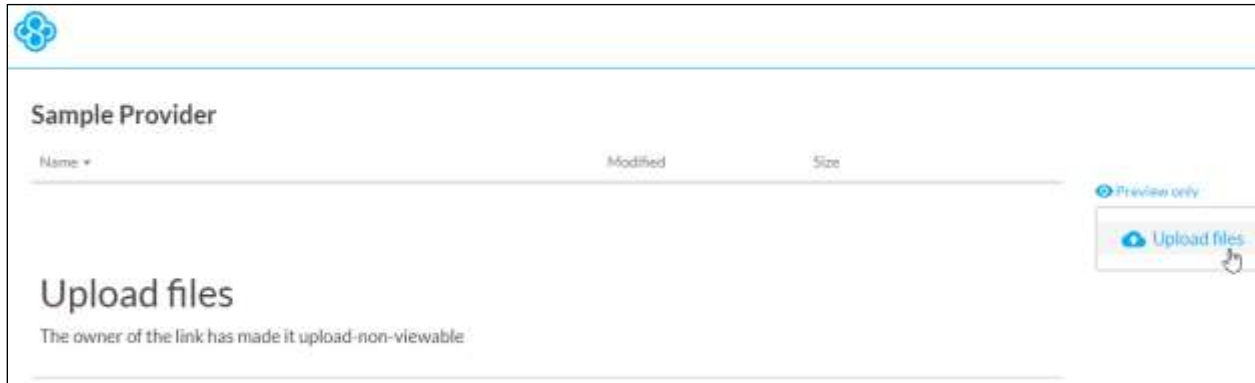 Sample Provider
Name Modified Size
Preview only
Upload files
Upload files
The owner of the link has made it upload-non-viewable